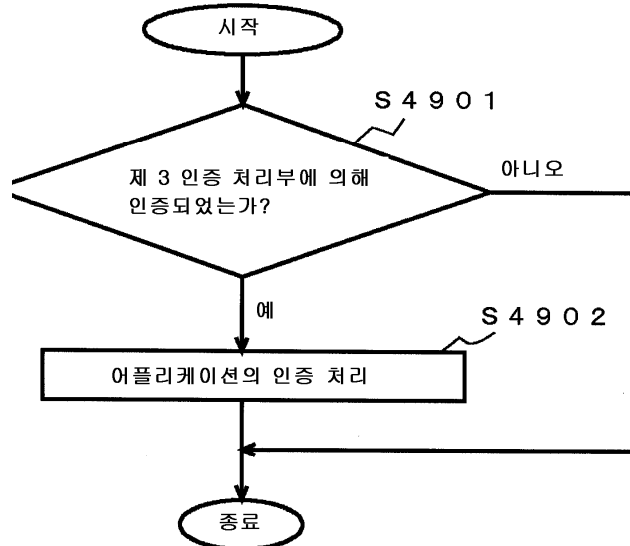 시작
S4901
제 3 인증 처리부에 의해
인증되었는가?
아니오
예
S4902
어플리케이션의 인증 처리
종료